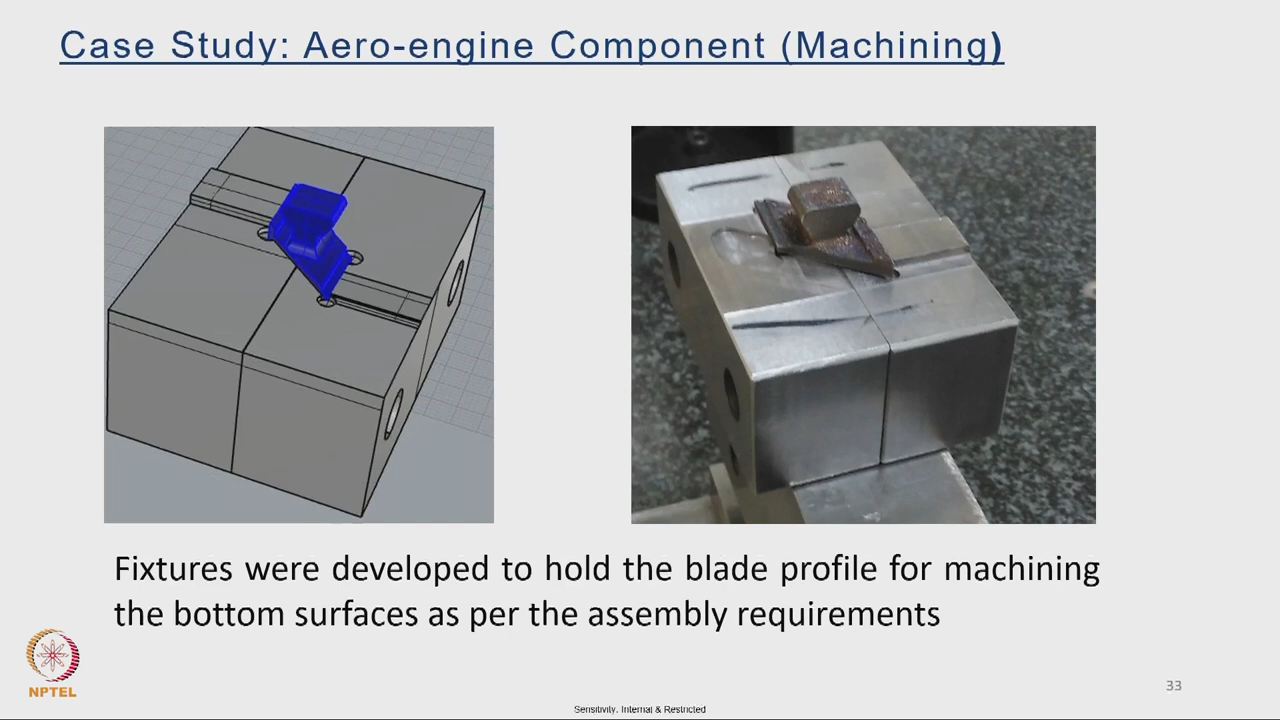 Case Study: Aero-engine Component (Machining)
Fixtures were developed to hold the blade profile for machining
the bottom surfaces as per the assembly requirements
NPTEL
33
Sensitivity: Internal & Restricted